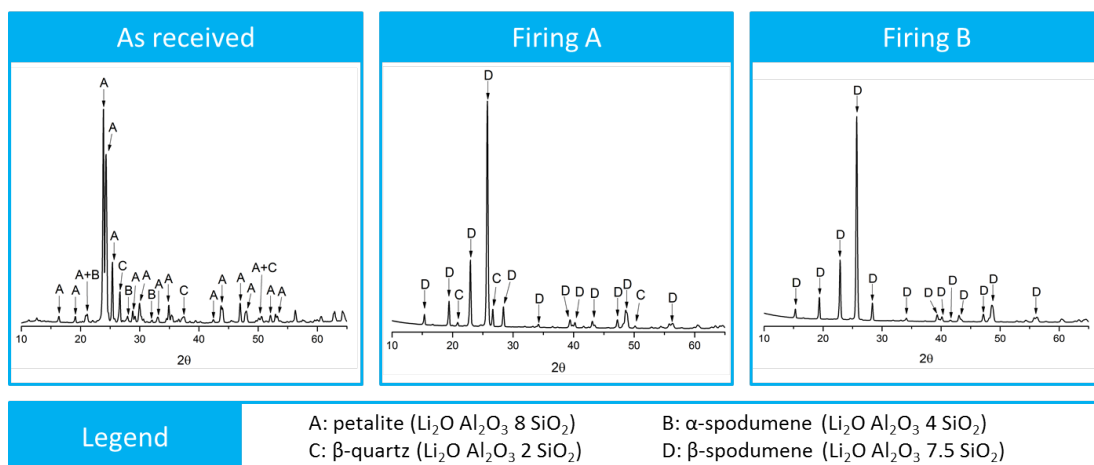 As received
Firing A
Firing B
A
A
A
A+B
C
A
A
B
A
A
B
A
A
C
A
A
A
A
A+C
A
A
10 20 30 40 50 60
2θ
D
D
D
D
C
C
D
D
D
D
D
D
D
C
D
10 20 30 40 50 60
2θ
D
D
D
D
D
D
D
D
D
D
D
D
D
10 20 30 40 50 60
2θ
Legend
A: petalite (Li₂O Al₂O₃ 8 SiO₂) B: α-spodumene (Li₂O Al₂O₃ 4 SiO₂)
C: β-quartz (Li₂O Al₂O₃ 2 SiO₂) D: β-spodumene (Li₂O Al₂O₃ 7.5 SiO₂)